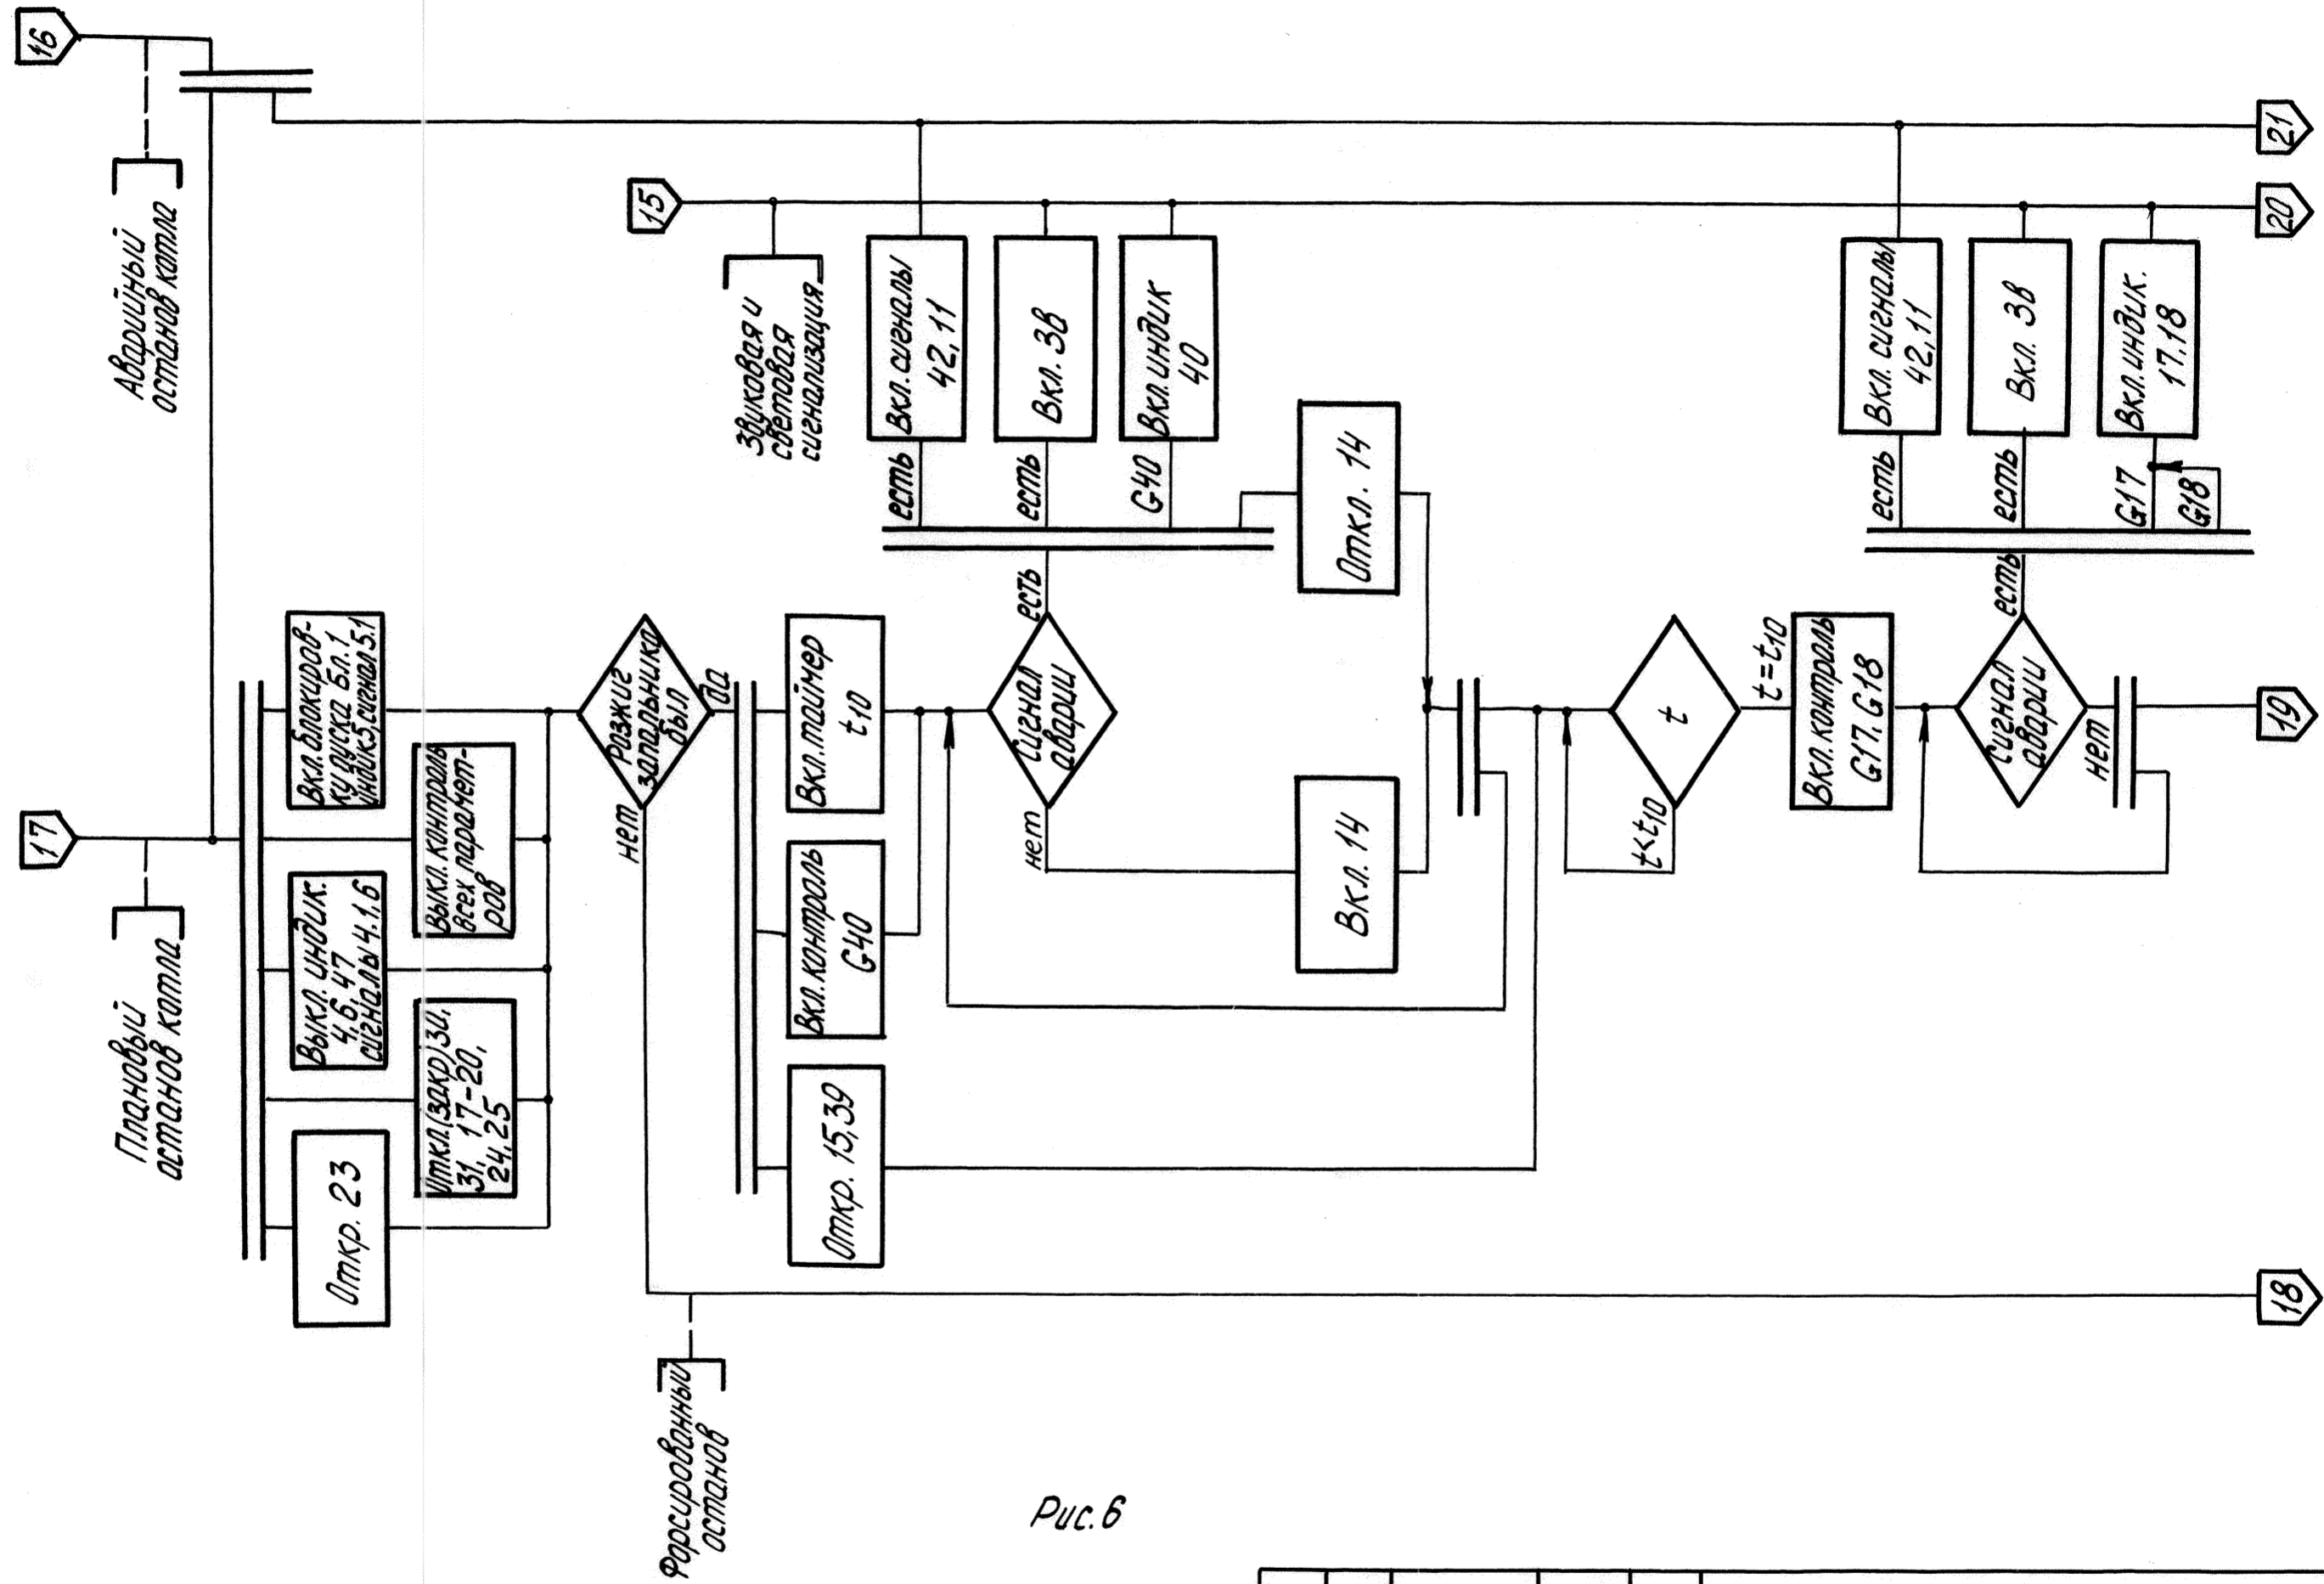 16
Аварийный
останов котла
17
Плановый
останов котла
Вкл. блокиров-
ку пуска Бл.1
индик5, сигнал 5.1
Выкл. контроль
всех парамет-
ров
Выкл. индик.
4, 6, 47
сигналы 4.1, 6
Откл.(закр) 30,
31, 17-20,
24, 25
Откр. 23
Розжиг
запальника
был
нет
да
Форсированный
останов
15
Звуковая и
световая
сигнализация
Вкл. таймер
t10
Вкл. контроль
G40
Откр. 15,39
Сигнал
аварии
есть
нет
есть
Вкл. сигналы
42, 11
есть
Вкл. Зв
G40
Вкл. индик
40
Откл. 14
Вкл. 14
t
t<t10
t=t10
Вкл. контроль
G17, G18
Сигнал
аварии
есть
нет
есть
Вкл. сигналы
42, 11
есть
Вкл. Зв
G17
G18
Вкл. индик.
17, 18
21
20
19
18
Рис. 6